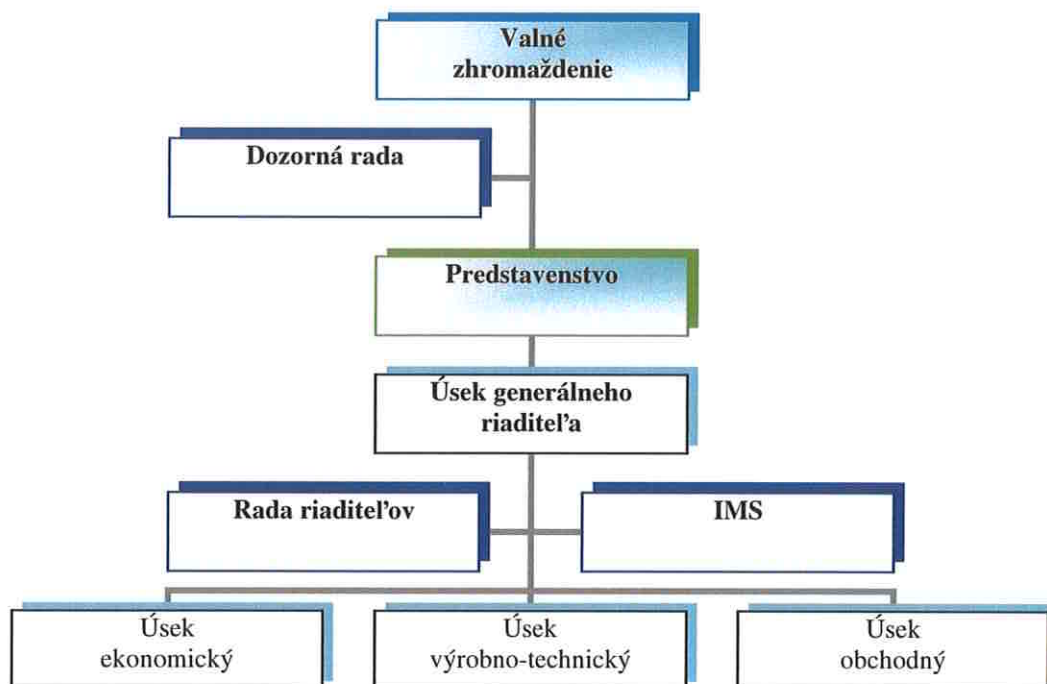 Valné
zhromaždenie
Dozorná rada
Predstavenstvo
Úsek generálneho
riaditeľa
Rada riaditeľov
IMS
Úsek
ekonomický
Úsek
výrobno-technický
Úsek
obchodný